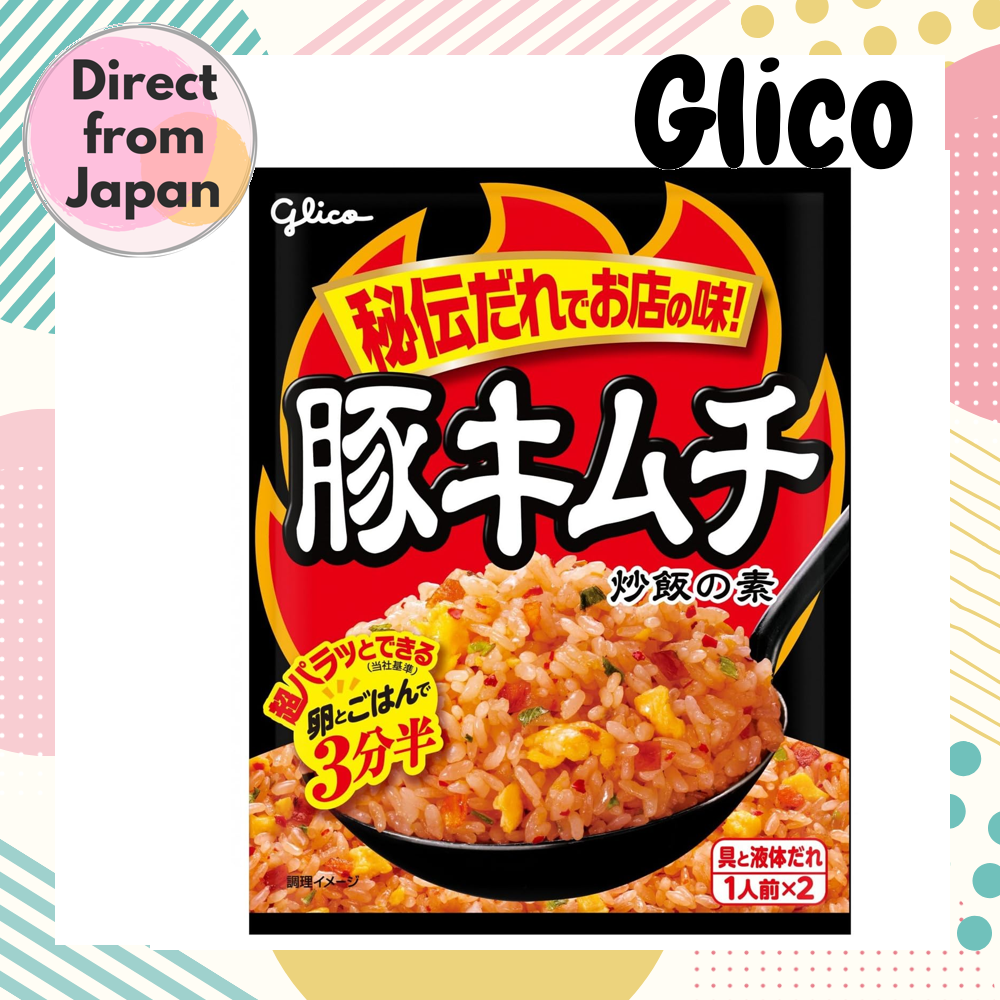 Direct
from
Japan
Glico
Glico
秘伝だれでお店の味!
豚キムチ
炒飯の素
超パラッとできる
(当社基準)
卵とごはんで
3分半
調理イメージ
具と液体だれ
1人前×2